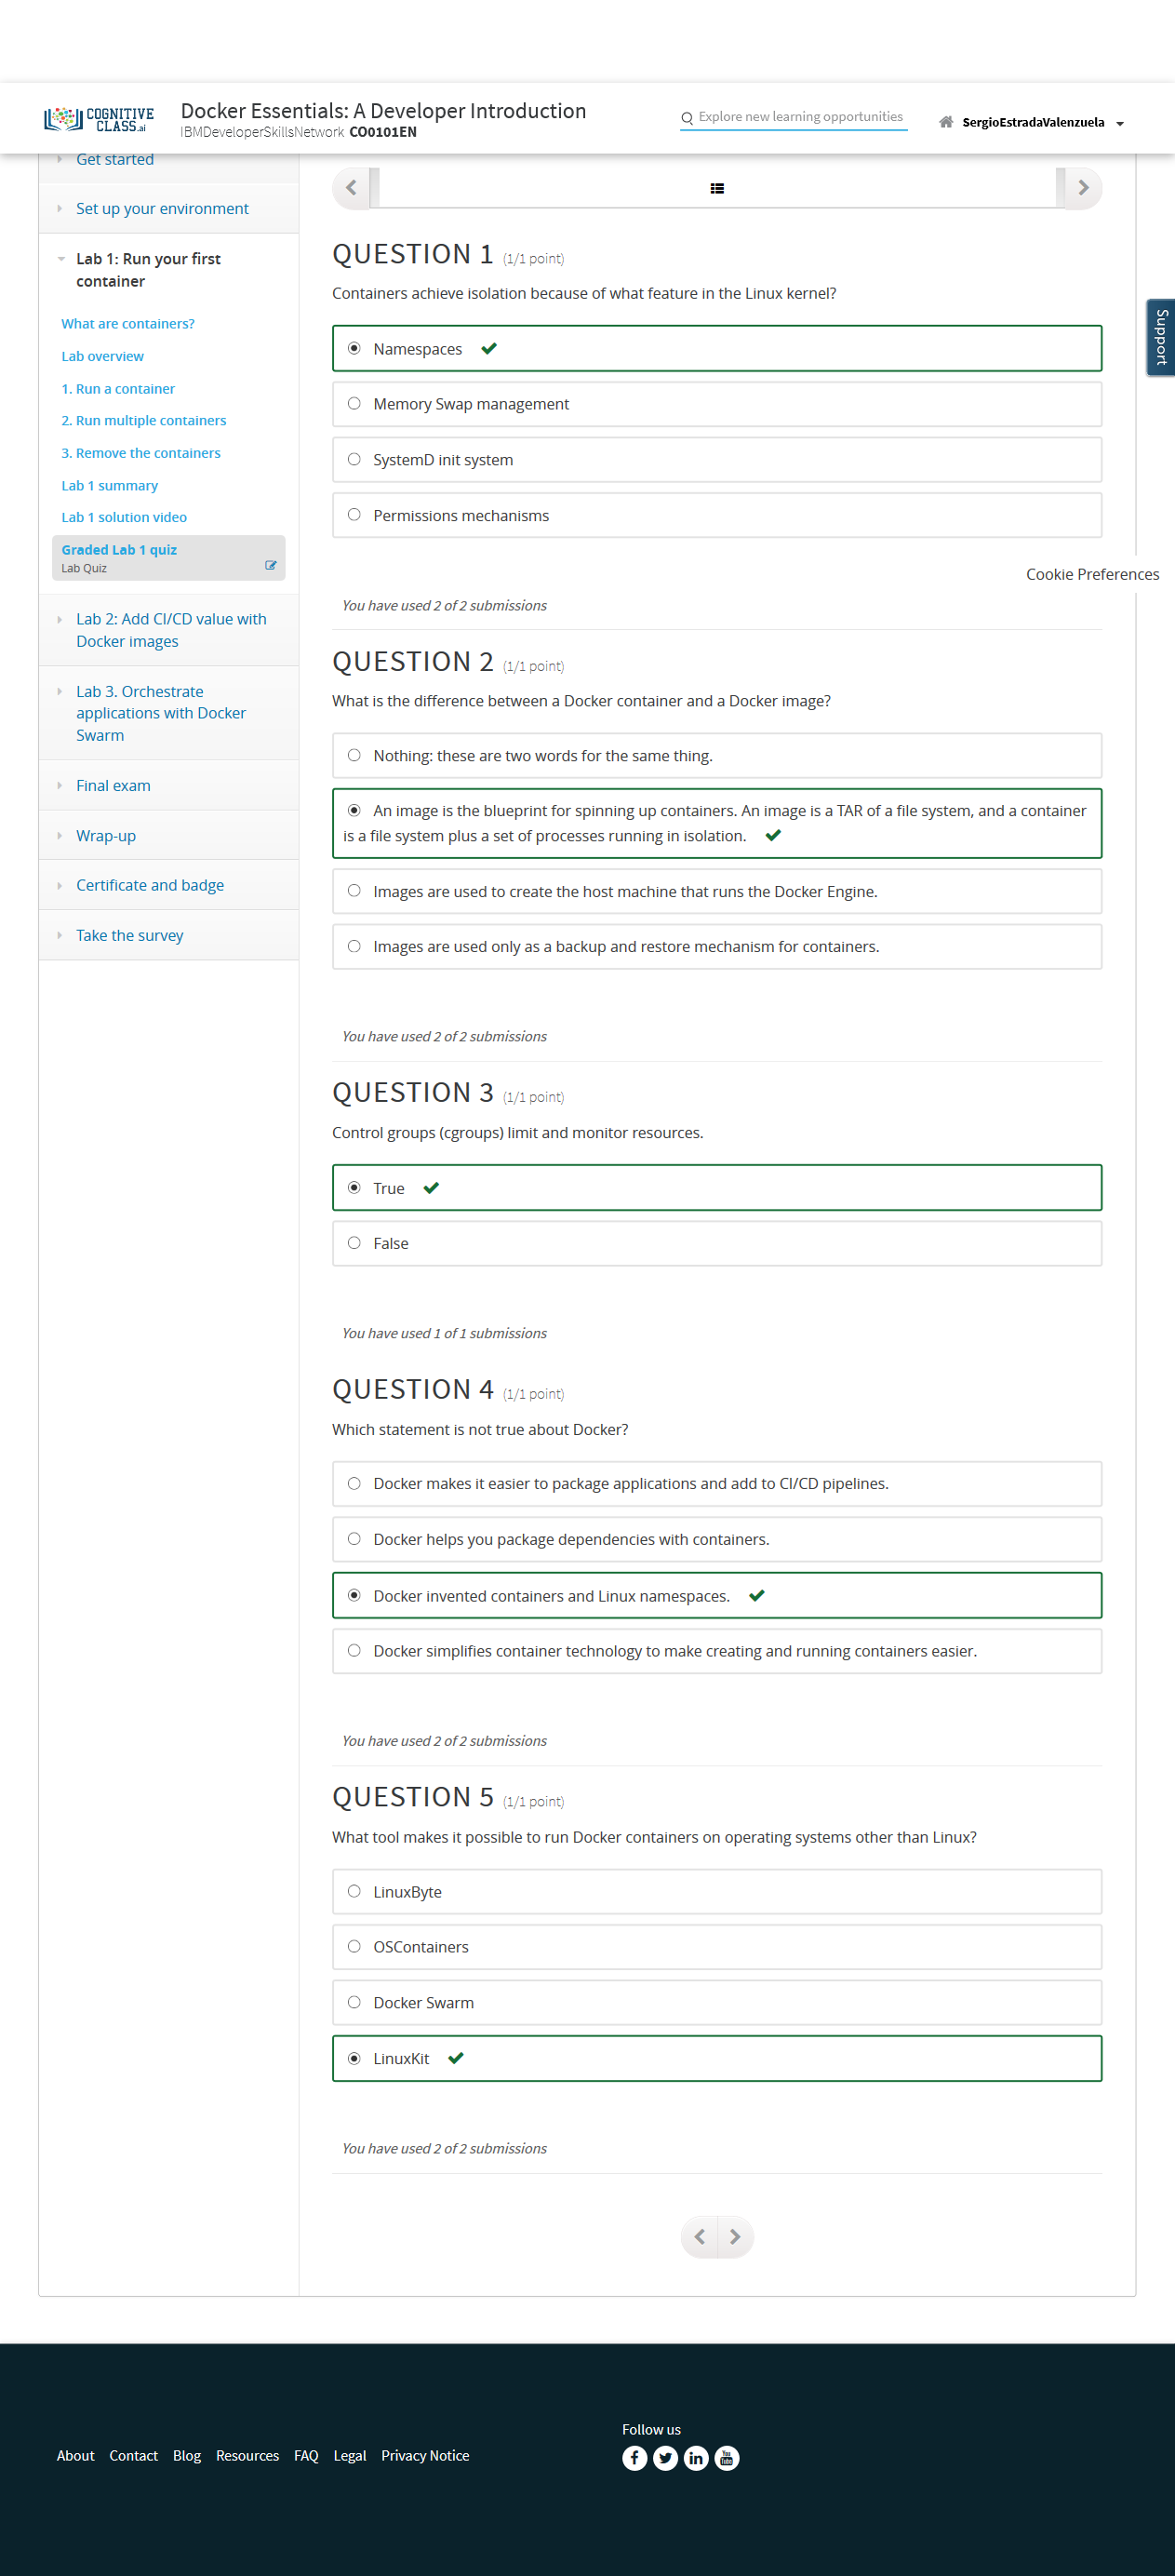 COGNITIVE
CLASS.ai
Docker Essentials: A Developer Introduction
IBMDeveloperSkillsNetwork CO0101EN
Explore new learning opportunities
SergioEstradaValenzuela
Get started
Set up your environment
Lab 1: Run your first
container
What are containers?
Lab overview
1. Run a container
2. Run multiple containers
3. Remove the containers
Lab 1 summary
Lab 1 solution video
Graded Lab 1 quiz
Lab Quiz
Lab 2: Add CI/CD value with
Docker images
Lab 3. Orchestrate
applications with Docker
Swarm
Final exam
Wrap-up
Certificate and badge
Take the survey
QUESTION 1 (1/1 point)
Containers achieve isolation because of what feature in the Linux kernel?
Namespaces
Memory Swap management
SystemD init system
Permissions mechanisms
You have used 2 of 2 submissions
Support
Cookie Preferences
QUESTION 2 (1/1 point)
What is the difference between a Docker container and a Docker image?
Nothing: these are two words for the same thing.
An image is the blueprint for spinning up containers. An image is a TAR of a file system, and a container
is a file system plus a set of processes running in isolation.
Images are used to create the host machine that runs the Docker Engine.
Images are used only as a backup and restore mechanism for containers.
You have used 2 of 2 submissions
QUESTION 3 (1/1 point)
Control groups (cgroups) limit and monitor resources.
True
False
You have used 1 of 1 submissions
QUESTION 4 (1/1 point)
Which statement is not true about Docker?
Docker makes it easier to package applications and add to CI/CD pipelines.
Docker helps you package dependencies with containers.
Docker invented containers and Linux namespaces.
Docker simplifies container technology to make creating and running containers easier.
You have used 2 of 2 submissions
QUESTION 5 (1/1 point)
What tool makes it possible to run Docker containers on operating systems other than Linux?
LinuxByte
OSContainers
Docker Swarm
LinuxKit
You have used 2 of 2 submissions
About Contact Blog Resources FAQ Legal Privacy Notice
Follow us
You
Tube